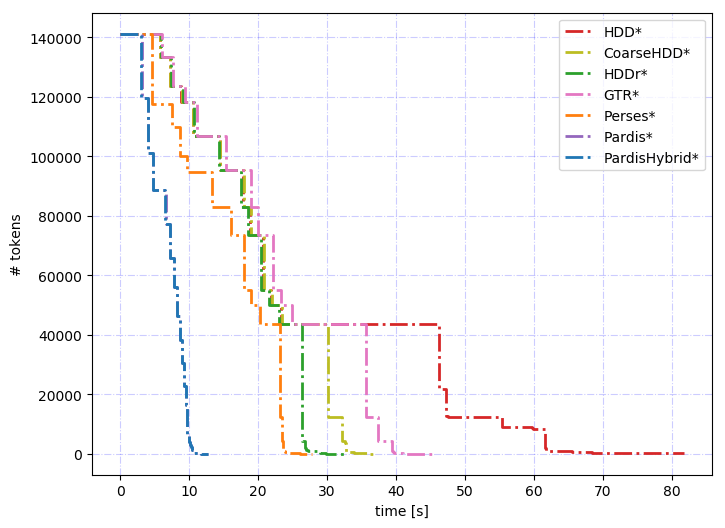 140000
120000
100000
80000
60000
40000
20000
0
# tokens
0 10 20 30 40 50 60 70 80
time [s]
HDD*
CoarseHDD*
HDDr*
GTR*
Perses*
Pardis*
PardisHybrid*